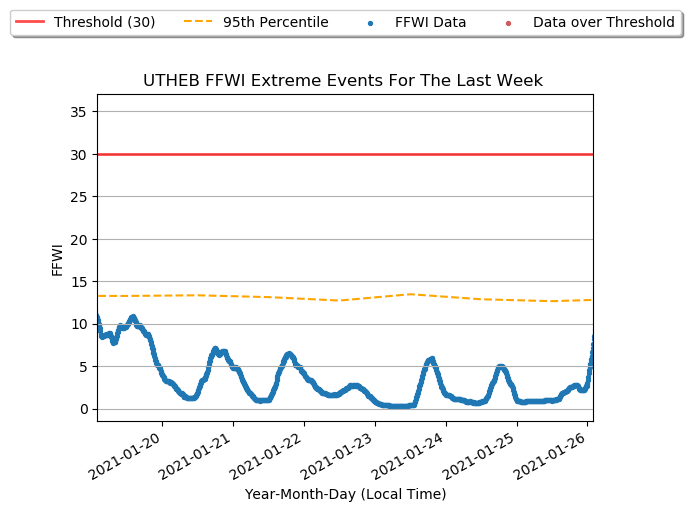 Threshold (30) 95th Percentile FFWI Data Data over Threshold
UTHEB FFWI Extreme Events For The Last Week
35
30
25
20
15
10
5
0
FFWI
2021-01-20 2021-01-21 2021-01-22 2021-01-23 2021-01-24 2021-01-25 2021-01-26
Year-Month-Day (Local Time)